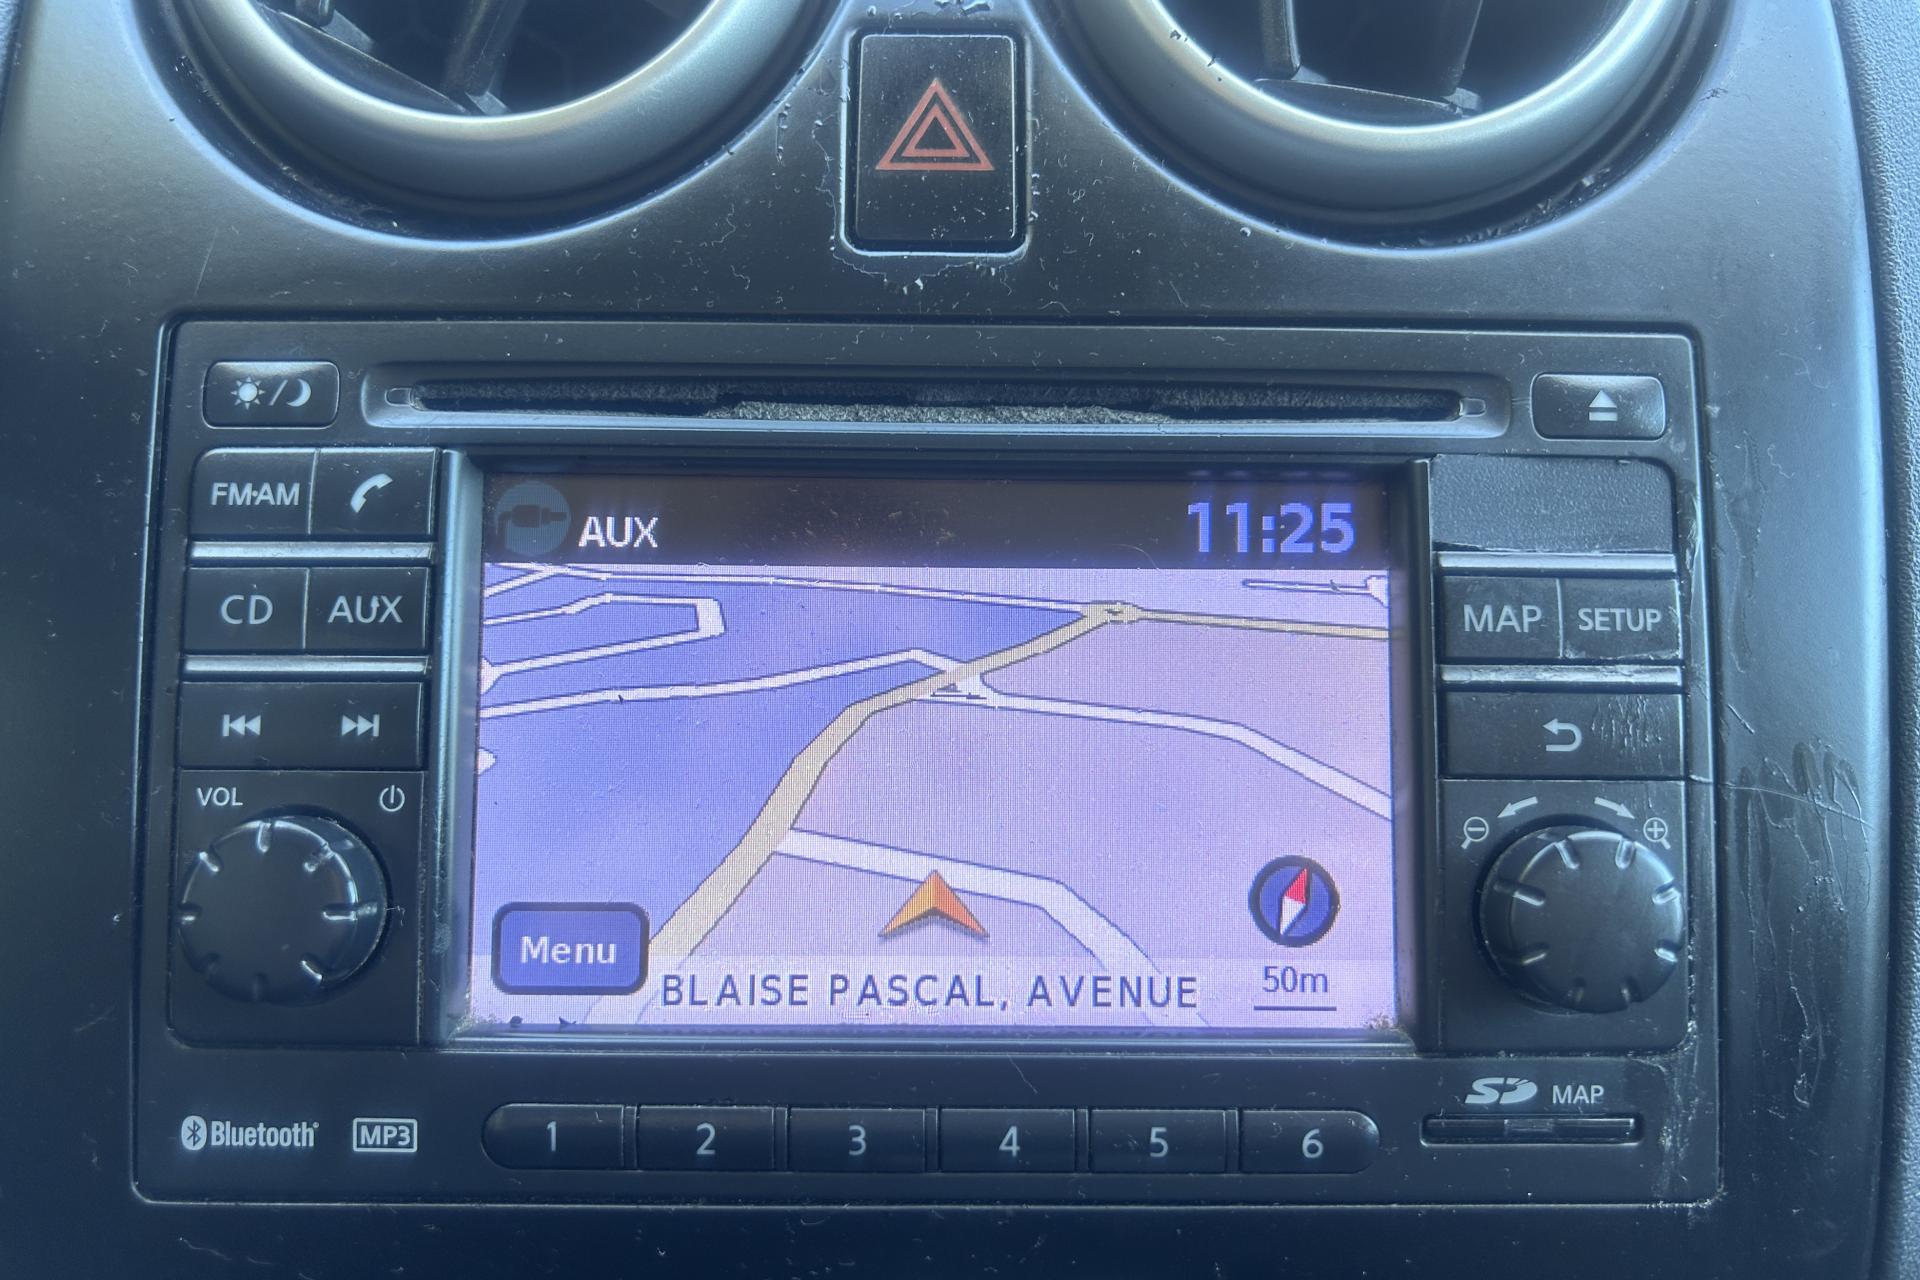 AUX 11:25
FM·AM
CD AUX
MAP SETUP
VOL
Menu
BLAISE PASCAL, AVENUE
50m
SD MAP
Bluetooth® MP3
1 2 3 4 5 6